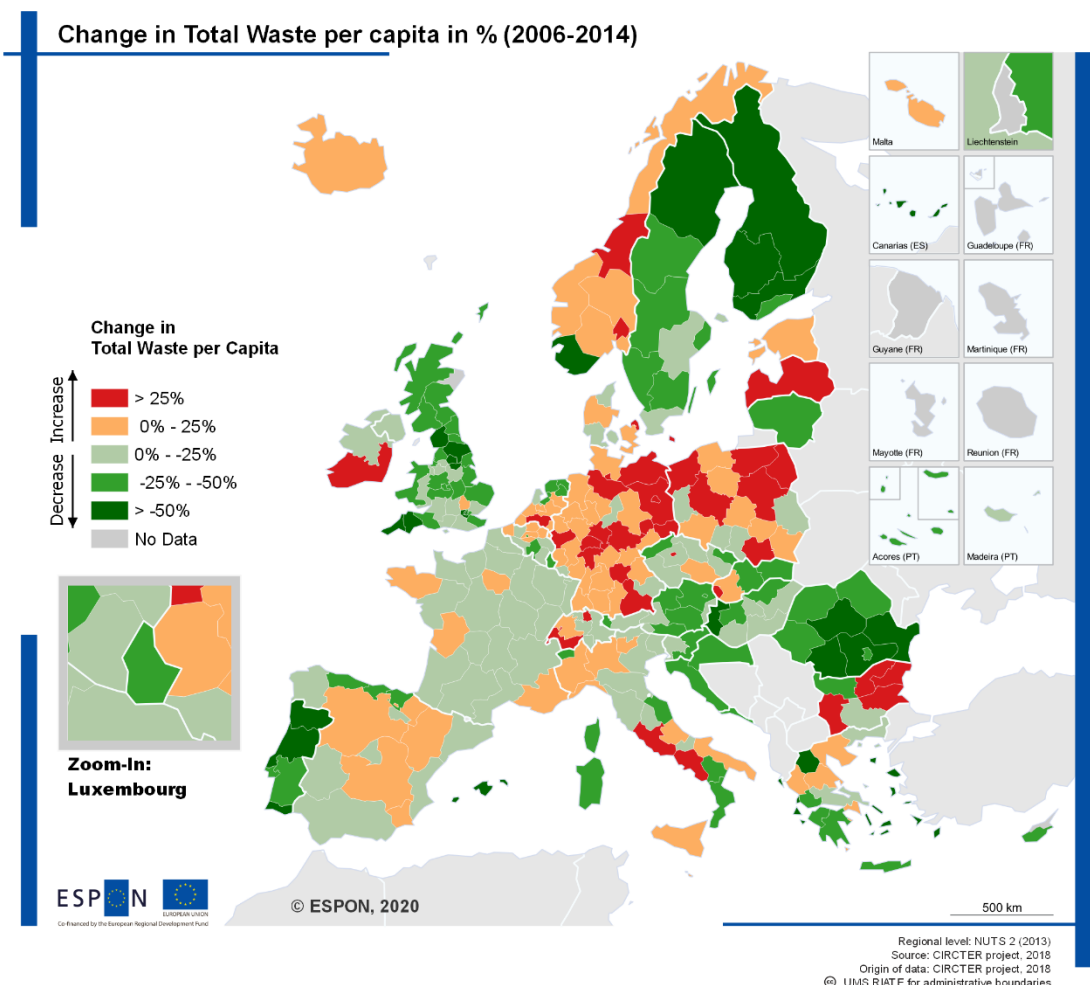 Change in Total Waste per capita in % (2006-2014)
Malta
Liechtenstein
Canarias (ES)
Guadeloupe (FR)
Guyane (FR)
Martinique (FR)
Mayotte (FR)
Reunion (FR)
Acores (PT)
Madeira (PT)
Change in
Total Waste per Capita
Increase
Decrease
> 25%
0% - 25%
0% - -25%
-25% - -50%
> -50%
No Data
Zoom-In:
Luxembourg
ESPON
EUROPEAN UNION
Co-financed by the European Regional Development Fund
© ESPON, 2020
500 km
Regional level: NUTS 2 (2013)
Source: CIRCTER project, 2018
Origin of data: CIRCTER project, 2018
© UMS RIATE for administrative boundaries